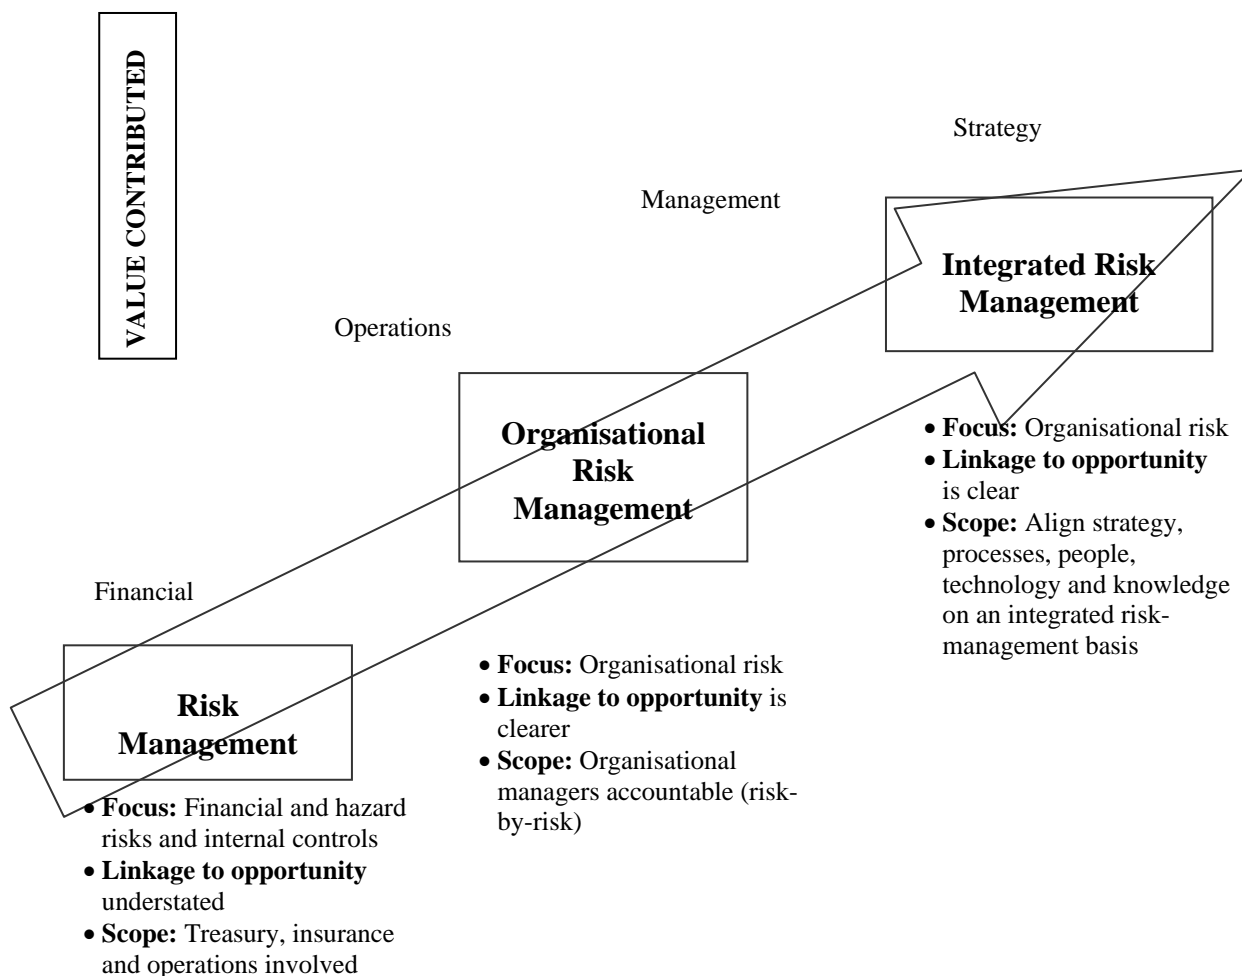 VALUE CONTRIBUTED
Strategy
Management
Integrated Risk
Management
Operations
Organisational
Risk
Management
• Focus: Organisational risk
• Linkage to opportunity
is clear
• Scope: Align strategy,
processes, people,
technology and knowledge
on an integrated risk-
management basis
Financial
Risk
Management
• Focus: Organisational risk
• Linkage to opportunity is
clearer
• Scope: Organisational
managers accountable (risk-
by-risk)
• Focus: Financial and hazard
risks and internal controls
• Linkage to opportunity
understated
• Scope: Treasury, insurance
and operations involved